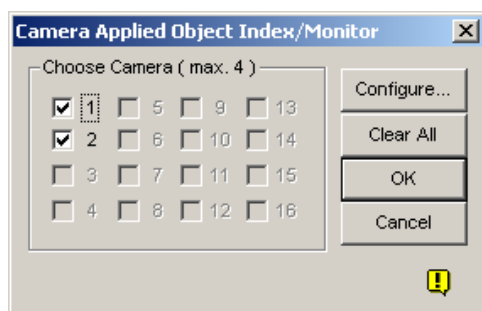 Camera Applied Object Index/Monitor
Choose Camera ( max. 4 )
1 5 9 13
2 6 10 14
3 7 11 15
4 8 12 16
Configure...
Clear All
OK
Cancel